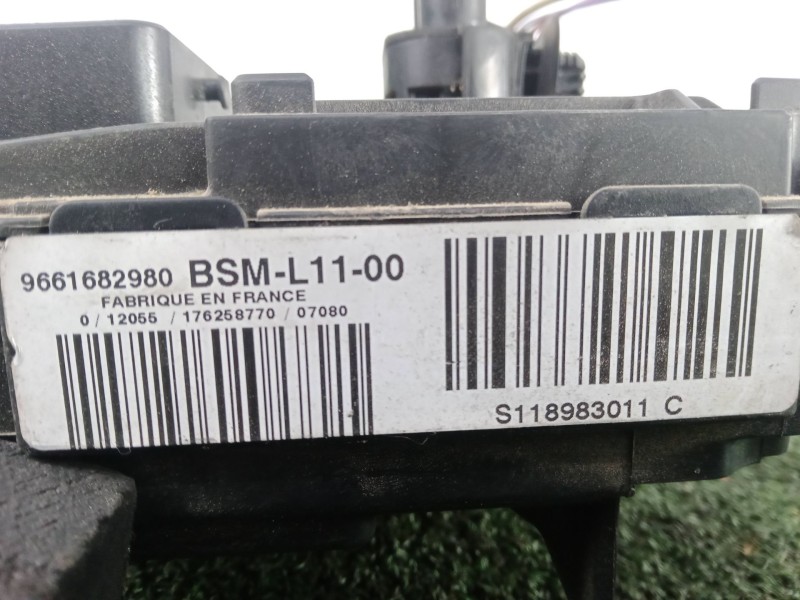 9661682980 BSM-L11-00
FABRIQUE EN FRANCE
0 / 12055 / 176258770 / 07080
S118983011 C